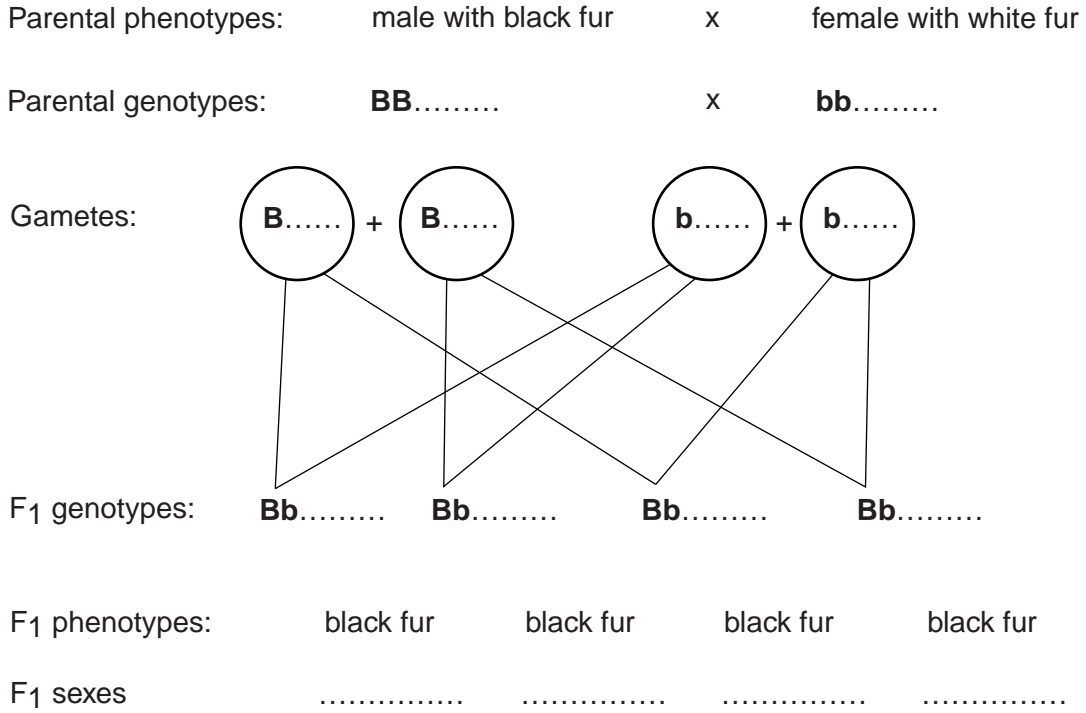 Parental phenotypes: male with black fur x female with white fur
Parental genotypes: BB……… x bb………
Gametes: B…… + B…… b…… + b……
F1 genotypes: Bb……… Bb……… Bb……… Bb………
F1 phenotypes: black fur black fur black fur black fur
F1 sexes …………… …………… …………… ……………